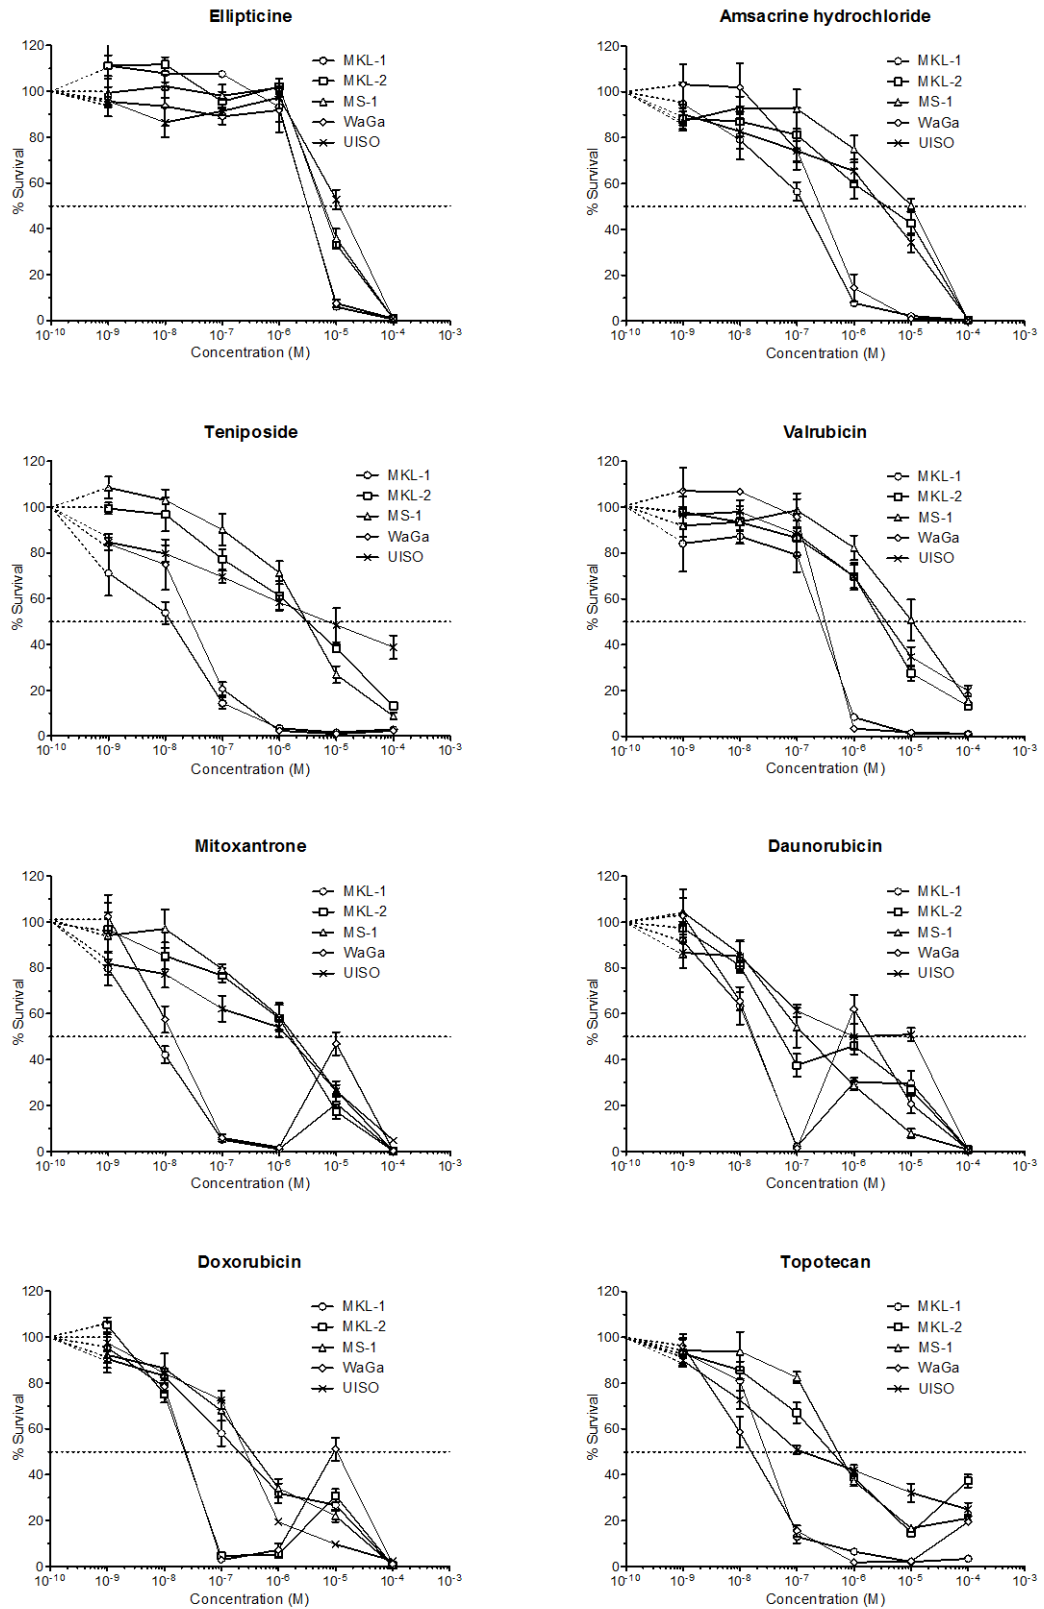 Ellipticine
120
100
80
60
40
20
0
% Survival
MKL-1
MKL-2
MS-1
WaGa
UISO
10-10 10-9 10-8 10-7 10-6 10-5 10-4 10-3
Concentration (M)
Amsacrine hydrochloride
120
100
80
60
40
20
0
% Survival
MKL-1
MKL-2
MS-1
WaGa
UISO
10-10 10-9 10-8 10-7 10-6 10-5 10-4 10-3
Concentration (M)
Teniposide
120
100
80
60
40
20
0
% Survival
MKL-1
MKL-2
MS-1
WaGa
UISO
10-10 10-9 10-8 10-7 10-6 10-5 10-4 10-3
Concentration (M)
Valrubicin
120
100
80
60
40
20
0
% Survival
MKL-1
MKL-2
MS-1
WaGa
UISO
10-10 10-9 10-8 10-7 10-6 10-5 10-4 10-3
Concentration (M)
Mitoxantrone
120
100
80
60
40
20
0
% Survival
MKL-1
MKL-2
MS-1
WaGa
UISO
10-10 10-9 10-8 10-7 10-6 10-5 10-4 10-3
Concentration (M)
Daunorubicin
120
100
80
60
40
20
0
% Survival
MKL-1
MKL-2
MS-1
WaGa
UISO
10-10 10-9 10-8 10-7 10-6 10-5 10-4 10-3
Concentration (M)
Doxorubicin
120
100
80
60
40
20
0
% Survival
MKL-1
MKL-2
MS-1
WaGa
UISO
10-10 10-9 10-8 10-7 10-6 10-5 10-4 10-3
Concentration (M)
Topotecan
120
100
80
60
40
20
0
% Survival
MKL-1
MKL-2
MS-1
WaGa
UISO
10-10 10-9 10-8 10-7 10-6 10-5 10-4 10-3
Concentration (M)